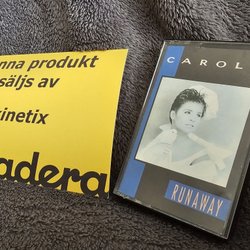 nna produkt
säljs av
inetix
adera
CAROL
RUNAWAY